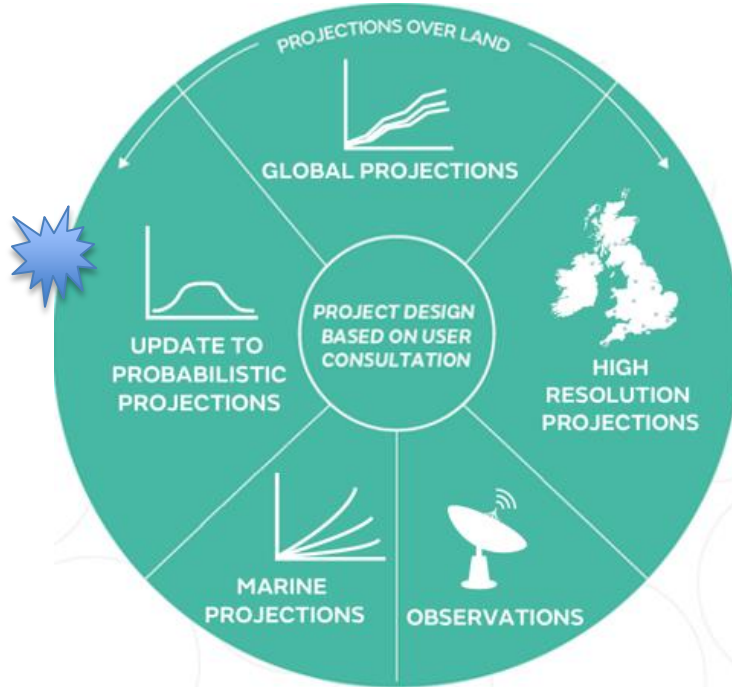 PROJECTIONS OVER LAND
GLOBAL PROJECTIONS
UPDATE TO
PROBABILISTIC
PROJECTIONS
PROJECT DESIGN
BASED ON USER
CONSULTATION
HIGH
RESOLUTION
PROJECTIONS
MARINE
PROJECTIONS
OBSERVATIONS